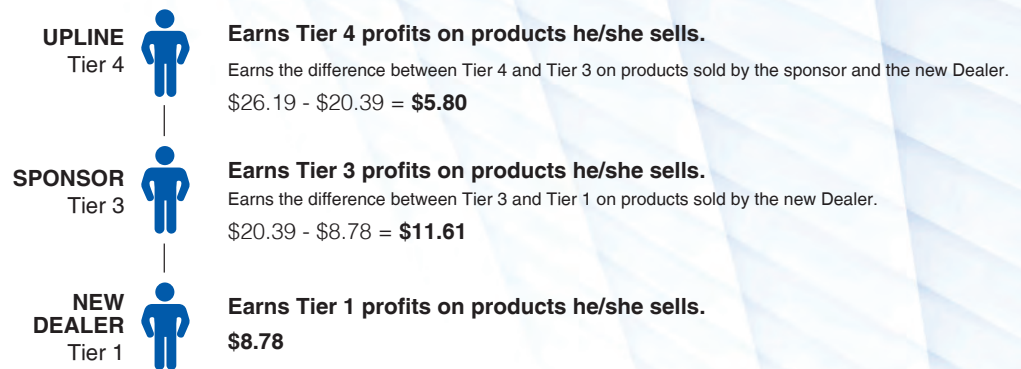 UPLINE
Tier 4
Earns Tier 4 profits on products he/she sells.
Earns the difference between Tier 4 and Tier 3 on products sold by the sponsor and the new Dealer.
$26.19 - $20.39 = $5.80
SPONSOR
Tier 3
Earns Tier 3 profits on products he/she sells.
Earns the difference between Tier 3 and Tier 1 on products sold by the new Dealer.
$20.39 - $8.78 = $11.61
NEW
DEALER
Tier 1
Earns Tier 1 profits on products he/she sells.
$8.78